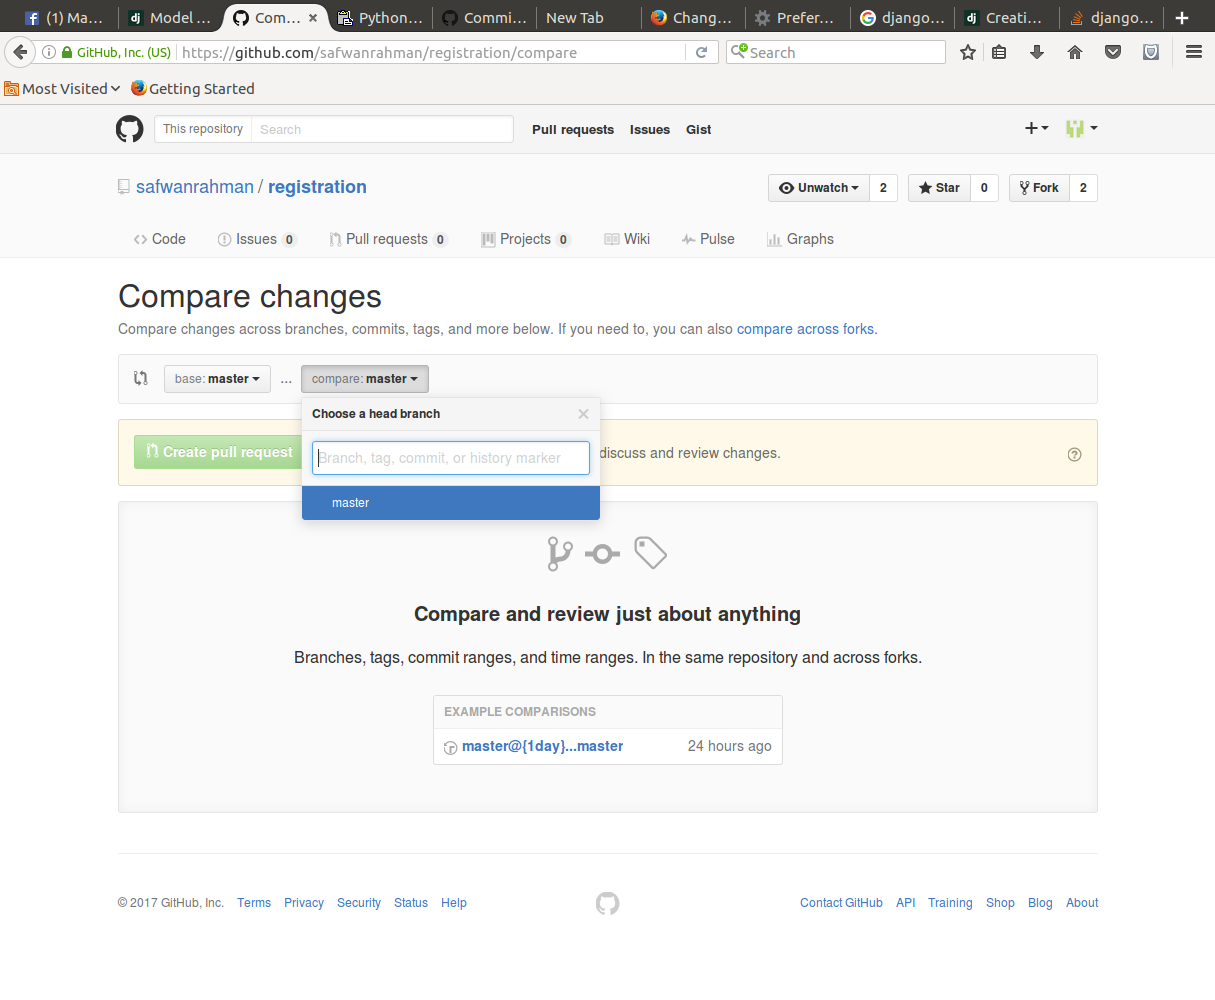 (1) Ma... Model ... Com... Python... Commi... New Tab Chang... Prefer... django... Creati... django...
GitHub, Inc. (US) https://github.com/safwanrahman/registration/compare Search
Most Visited Getting Started
This repository Search Pull requests Issues Gist
safwanrahman / registration Unwatch 2 Star 0 Fork 2
Code Issues 0 Pull requests 0 Projects 0 Wiki Pulse Graphs
Compare changes
Compare changes across branches, commits, tags, and more below. If you need to, you can also compare across forks.
base: master ... compare: master
Choose a head branch
Create pull request Branch, tag, commit, or history marker discuss and review changes.
master
Compare and review just about anything
Branches, tags, commit ranges, and time ranges. In the same repository and across forks.
EXAMPLE COMPARISONS
master@{1day}...master 24 hours ago
© 2017 GitHub, Inc. Terms Privacy Security Status Help Contact GitHub API Training Shop Blog About